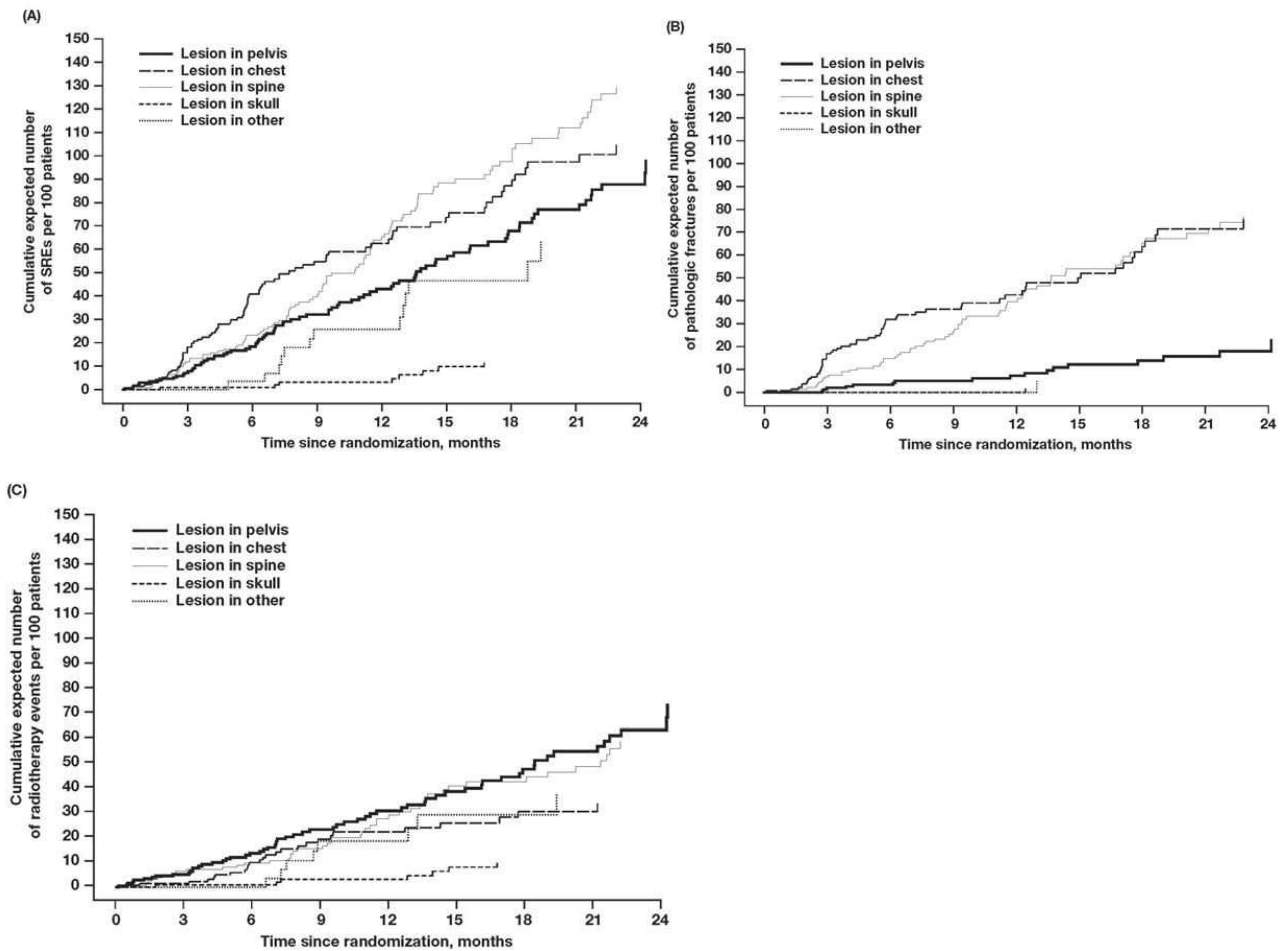 (A)
150
140
130
120
110
100
90
80
70
60
50
40
30
20
10
0
Cumulative expected number
of SREs per 100 patients
Lesion in pelvis
Lesion in chest
Lesion in spine
Lesion in skull
Lesion in other
0 3 6 9 12 15 18 21 24
Time since randomization, months
(B)
150
140
130
120
110
100
90
80
70
60
50
40
30
20
10
0
Cumulative expected number
of pathologic fractures per 100 patients
Lesion in pelvis
Lesion in chest
Lesion in spine
Lesion in skull
Lesion in other
0 3 6 9 12 15 18 21 24
Time since randomization, months
(C)
150
140
130
120
110
100
90
80
70
60
50
40
30
20
10
0
Cumulative expected number
of radiotherapy events per 100 patients
Lesion in pelvis
Lesion in chest
Lesion in spine
Lesion in skull
Lesion in other
0 3 6 9 12 15 18 21 24
Time since randomization, months